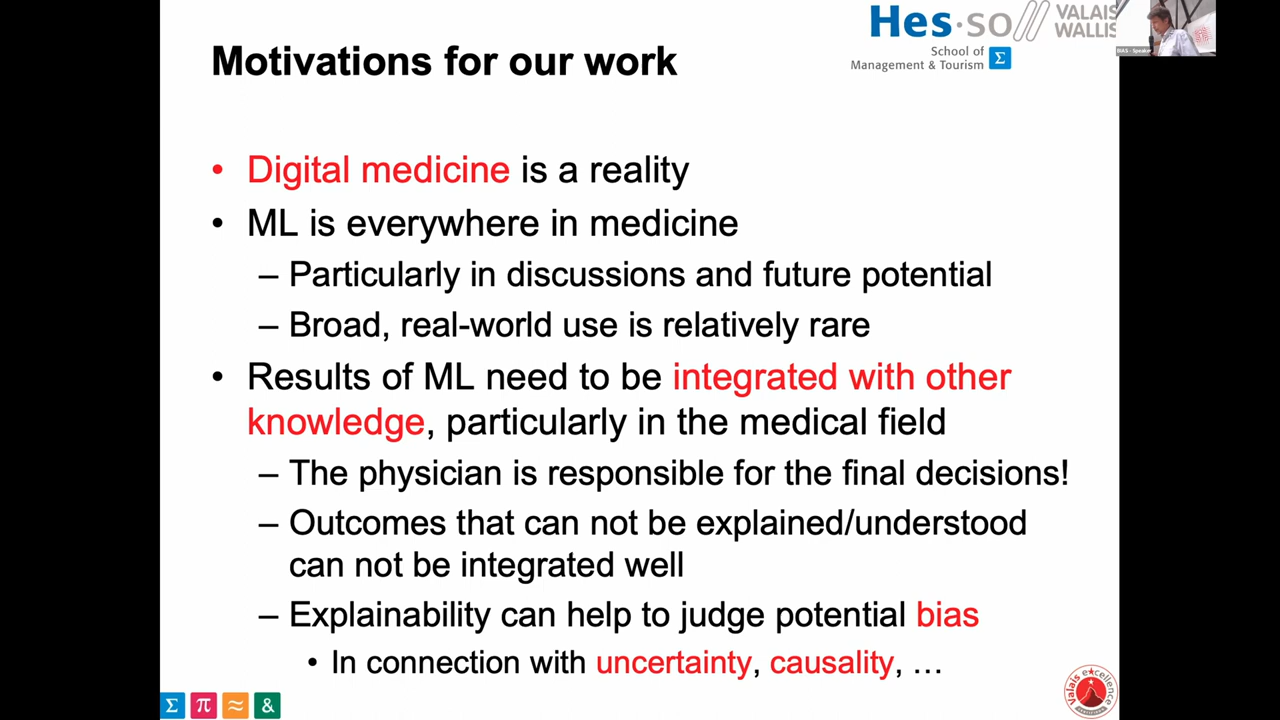 Hes·so// VALAIS
WALLIS
School of
Management & Tourism Σ
BIAS - Speaker
Motivations for our work
• Digital medicine is a reality
• ML is everywhere in medicine
– Particularly in discussions and future potential
– Broad, real-world use is relatively rare
• Results of ML need to be integrated with other
knowledge, particularly in the medical field
– The physician is responsible for the final decisions!
– Outcomes that can not be explained/understood
can not be integrated well
– Explainability can help to judge potential bias
• In connection with uncertainty, causality, …
Σ π ≈ &
Valais excellence